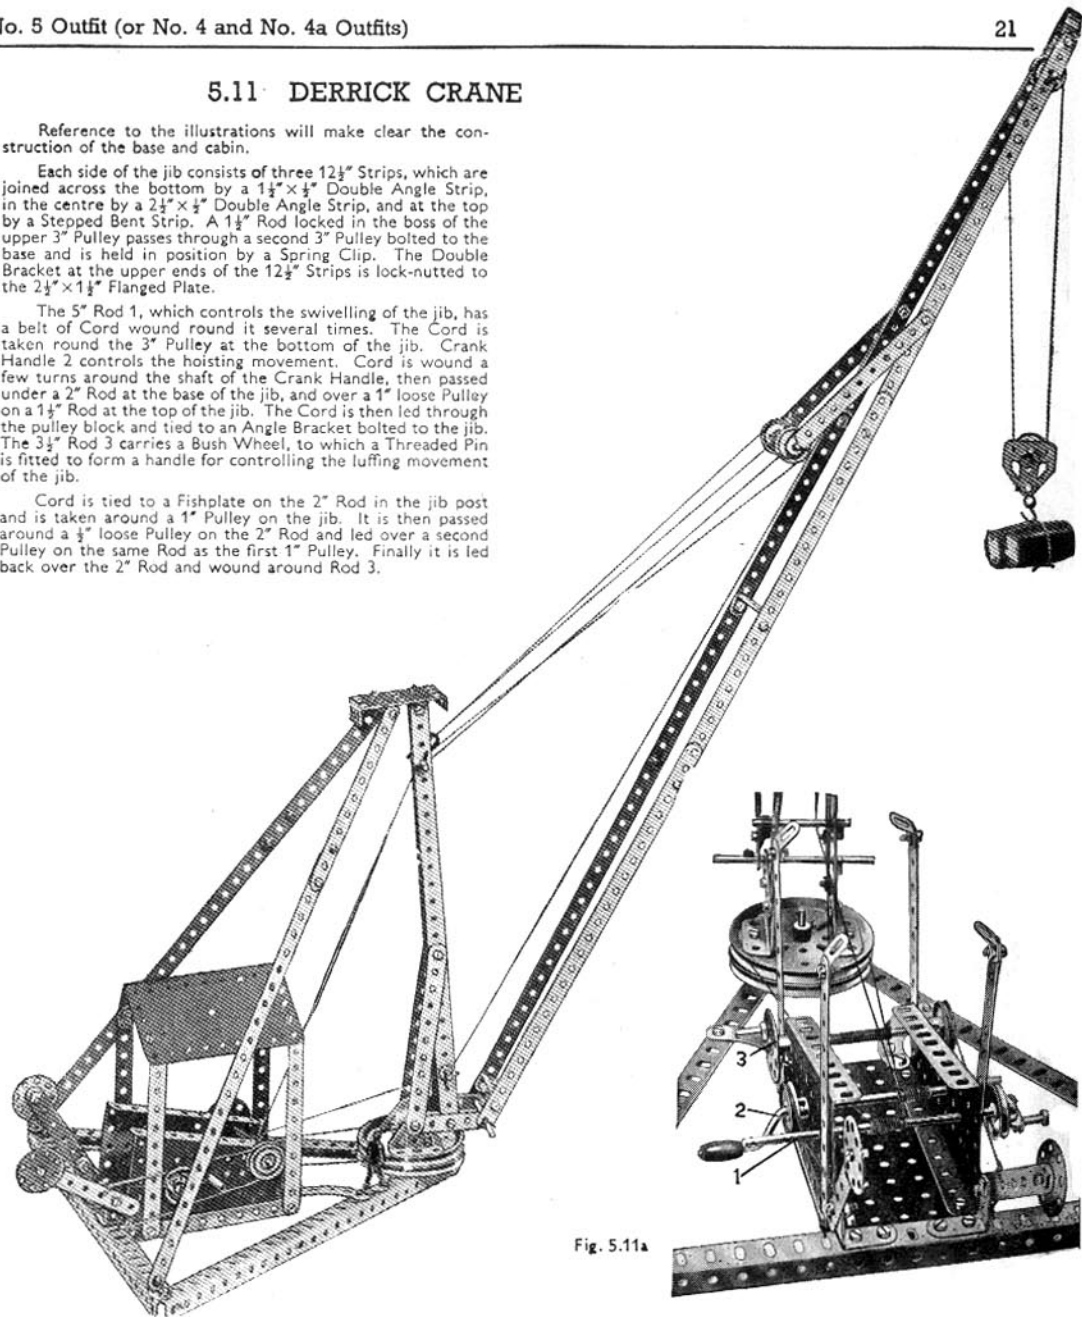 No. 5 Outfit (or No. 4 and No. 4a Outfits)
21
5.11 DERRICK CRANE
Reference to the illustrations will make clear the con-
struction of the base and cabin.
Each side of the jib consists of three 12½″ Strips, which are
joined across the bottom by a 1½″×½″ Double Angle Strip,
in the centre by a 2½″×½″ Double Angle Strip, and at the top
by a Stepped Bent Strip. A 1½″ Rod locked in the boss of the
upper 3″ Pulley passes through a second 3″ Pulley bolted to the
base and is held in position by a Spring Clip. The Double
Bracket at the upper ends of the 12½″ Strips is lock-nutted to
the 2½″×1½″ Flanged Plate.
The 5″ Rod 1, which controls the swivelling of the jib, has
a belt of Cord wound round it several times. The Cord is
taken round the 3″ Pulley at the bottom of the jib. Crank
Handle 2 controls the hoisting movement. Cord is wound a
few turns around the shaft of the Crank Handle, then passed
under a 2″ Rod at the base of the jib, and over a 1″ loose Pulley
on a 1½″ Rod at the top of the jib. The Cord is then led through
the pulley block and tied to an Angle Bracket bolted to the jib.
The 3½″ Rod 3 carries a Bush Wheel, to which a Threaded Pin
is fitted to form a handle for controlling the luffing movement
of the jib.
Cord is tied to a Fishplate on the 2″ Rod in the jib post
and is taken around a 1″ Pulley on the jib. It is then passed
around a ½″ loose Pulley on the 2″ Rod and led over a second
Pulley on the same Rod as the first 1″ Pulley. Finally it is led
back over the 2″ Rod and wound around Rod 3.
3
2
1
Fig. 5.11a